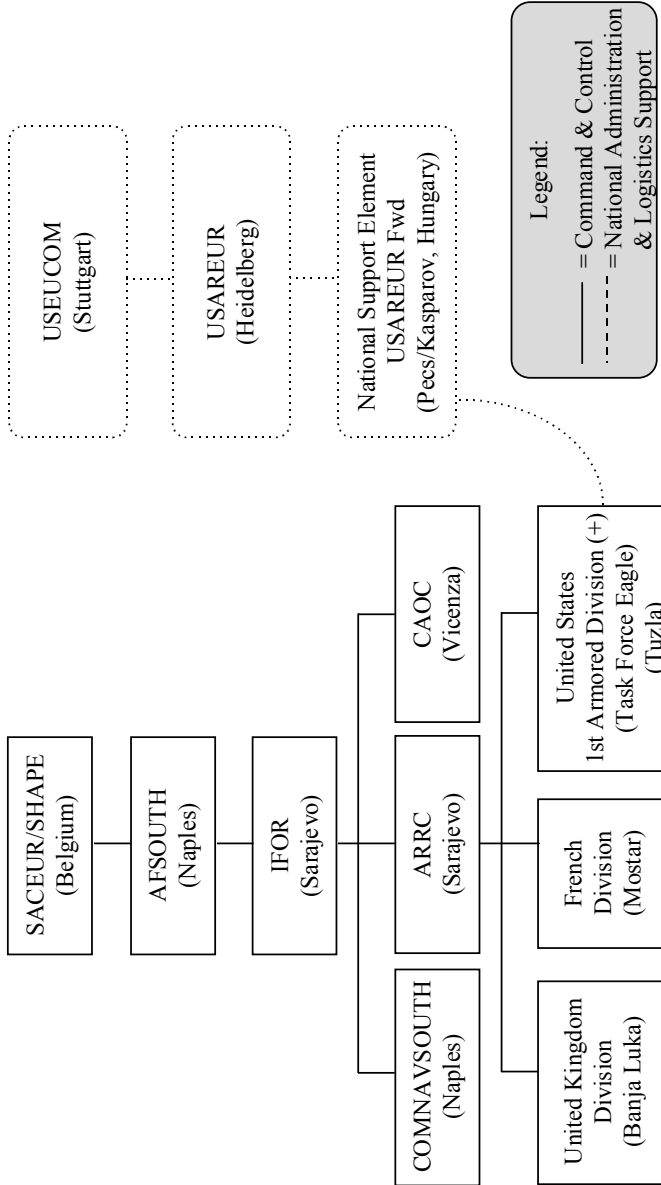 SACEUR/SHAPE
(Belgium)
AFSOUTH
(Naples)
IFOR
(Sarajevo)
COMNAVSOUTH
(Naples)
ARRC
(Sarajevo)
CAOC
(Vicenza)
United Kingdom
Division
(Banja Luka)
French
Division
(Mostar)
United States
1st Armored Division (+)
(Task Force Eagle)
(Tuzla)
USEUCOM
(Stuttgart)
USAREUR
(Heidelberg)
National Support Element
USAREUR Fwd
(Pecs/Kasparov, Hungary)
Legend:
= Command & Control
= National Administration
& Logistics Support